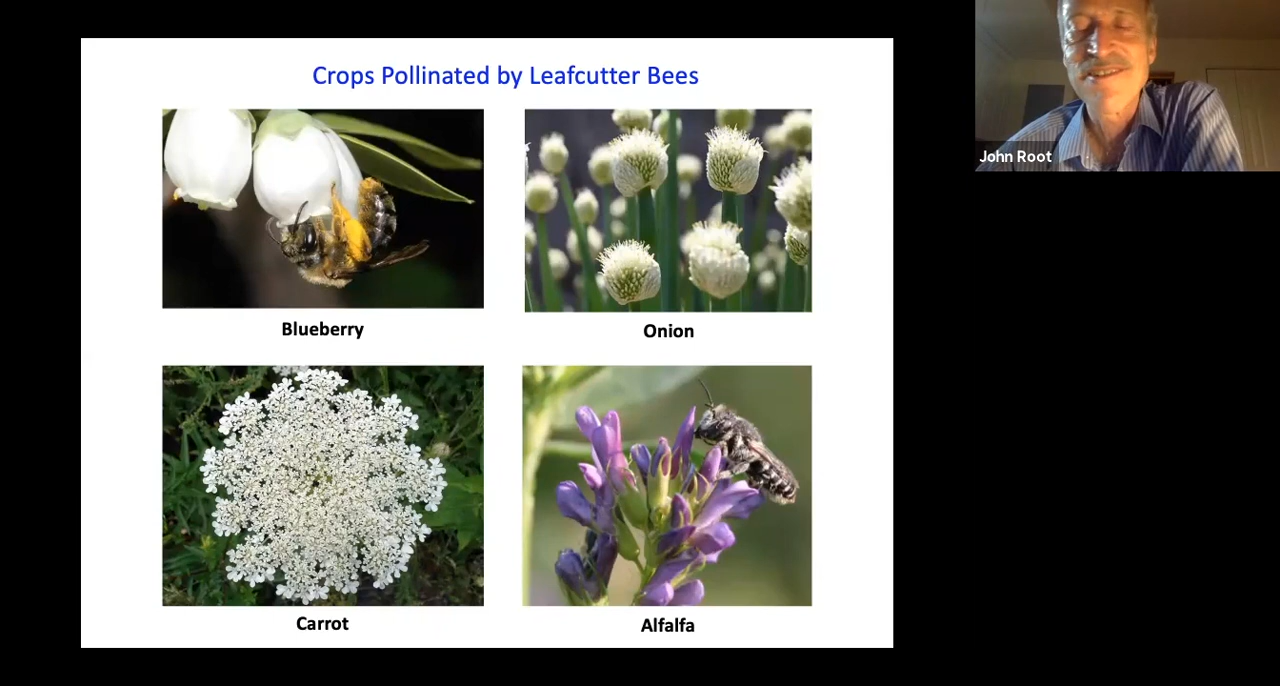 Crops Pollinated by Leafcutter Bees
John Root
Blueberry
Onion
Carrot
Alfalfa